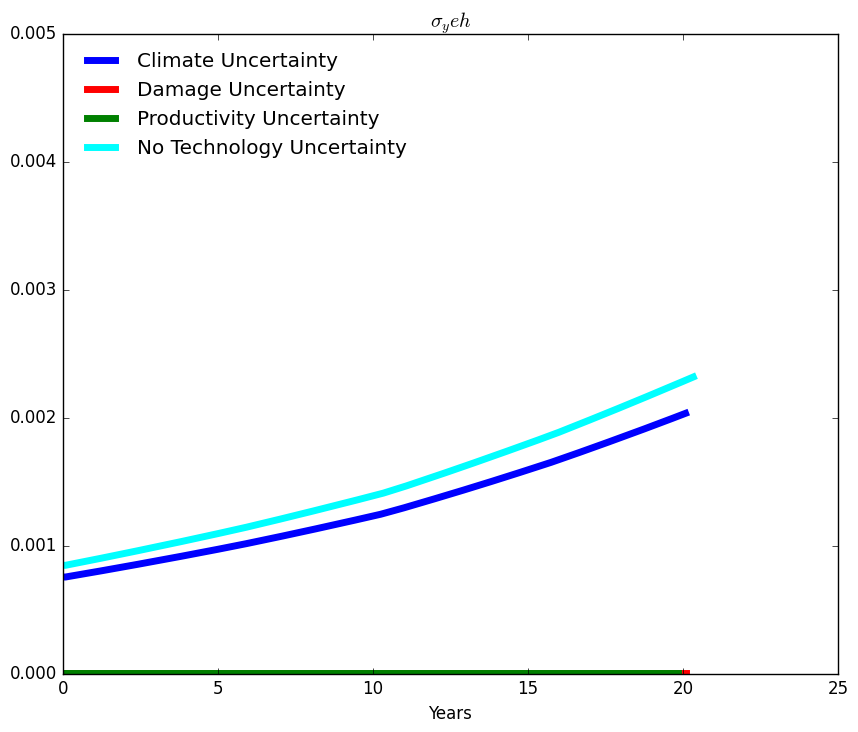 σ_y eh
0.005
Climate Uncertainty
Damage Uncertainty
Productivity Uncertainty
No Technology Uncertainty
0.004
0.003
0.002
0.001
0.000
0 5 10 15 20 25
Years